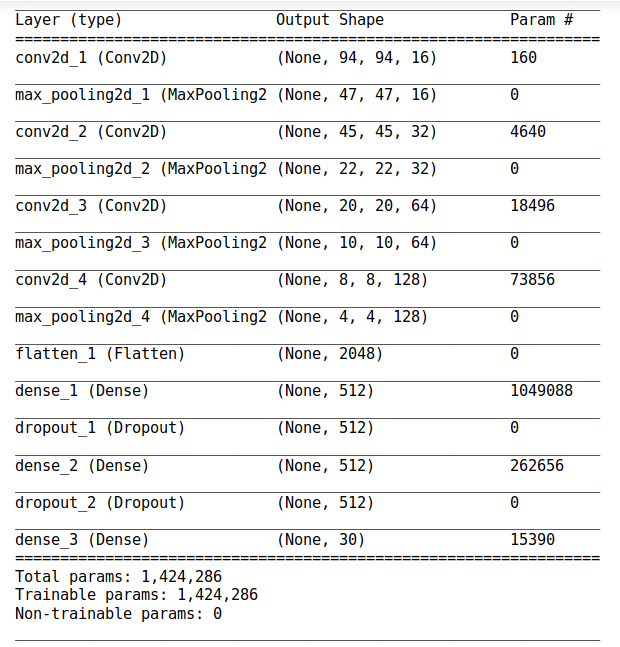 Layer (type) Output Shape Param #
=================================================================
conv2d_1 (Conv2D) (None, 94, 94, 16) 160
max_pooling2d_1 (MaxPooling2 (None, 47, 47, 16) 0
conv2d_2 (Conv2D) (None, 45, 45, 32) 4640
max_pooling2d_2 (MaxPooling2 (None, 22, 22, 32) 0
conv2d_3 (Conv2D) (None, 20, 20, 64) 18496
max_pooling2d_3 (MaxPooling2 (None, 10, 10, 64) 0
conv2d_4 (Conv2D) (None, 8, 8, 128) 73856
max_pooling2d_4 (MaxPooling2 (None, 4, 4, 128) 0
flatten_1 (Flatten) (None, 2048) 0
dense_1 (Dense) (None, 512) 1049088
dropout_1 (Dropout) (None, 512) 0
dense_2 (Dense) (None, 512) 262656
dropout_2 (Dropout) (None, 512) 0
dense_3 (Dense) (None, 30) 15390
=================================================================
Total params: 1,424,286
Trainable params: 1,424,286
Non-trainable params: 0